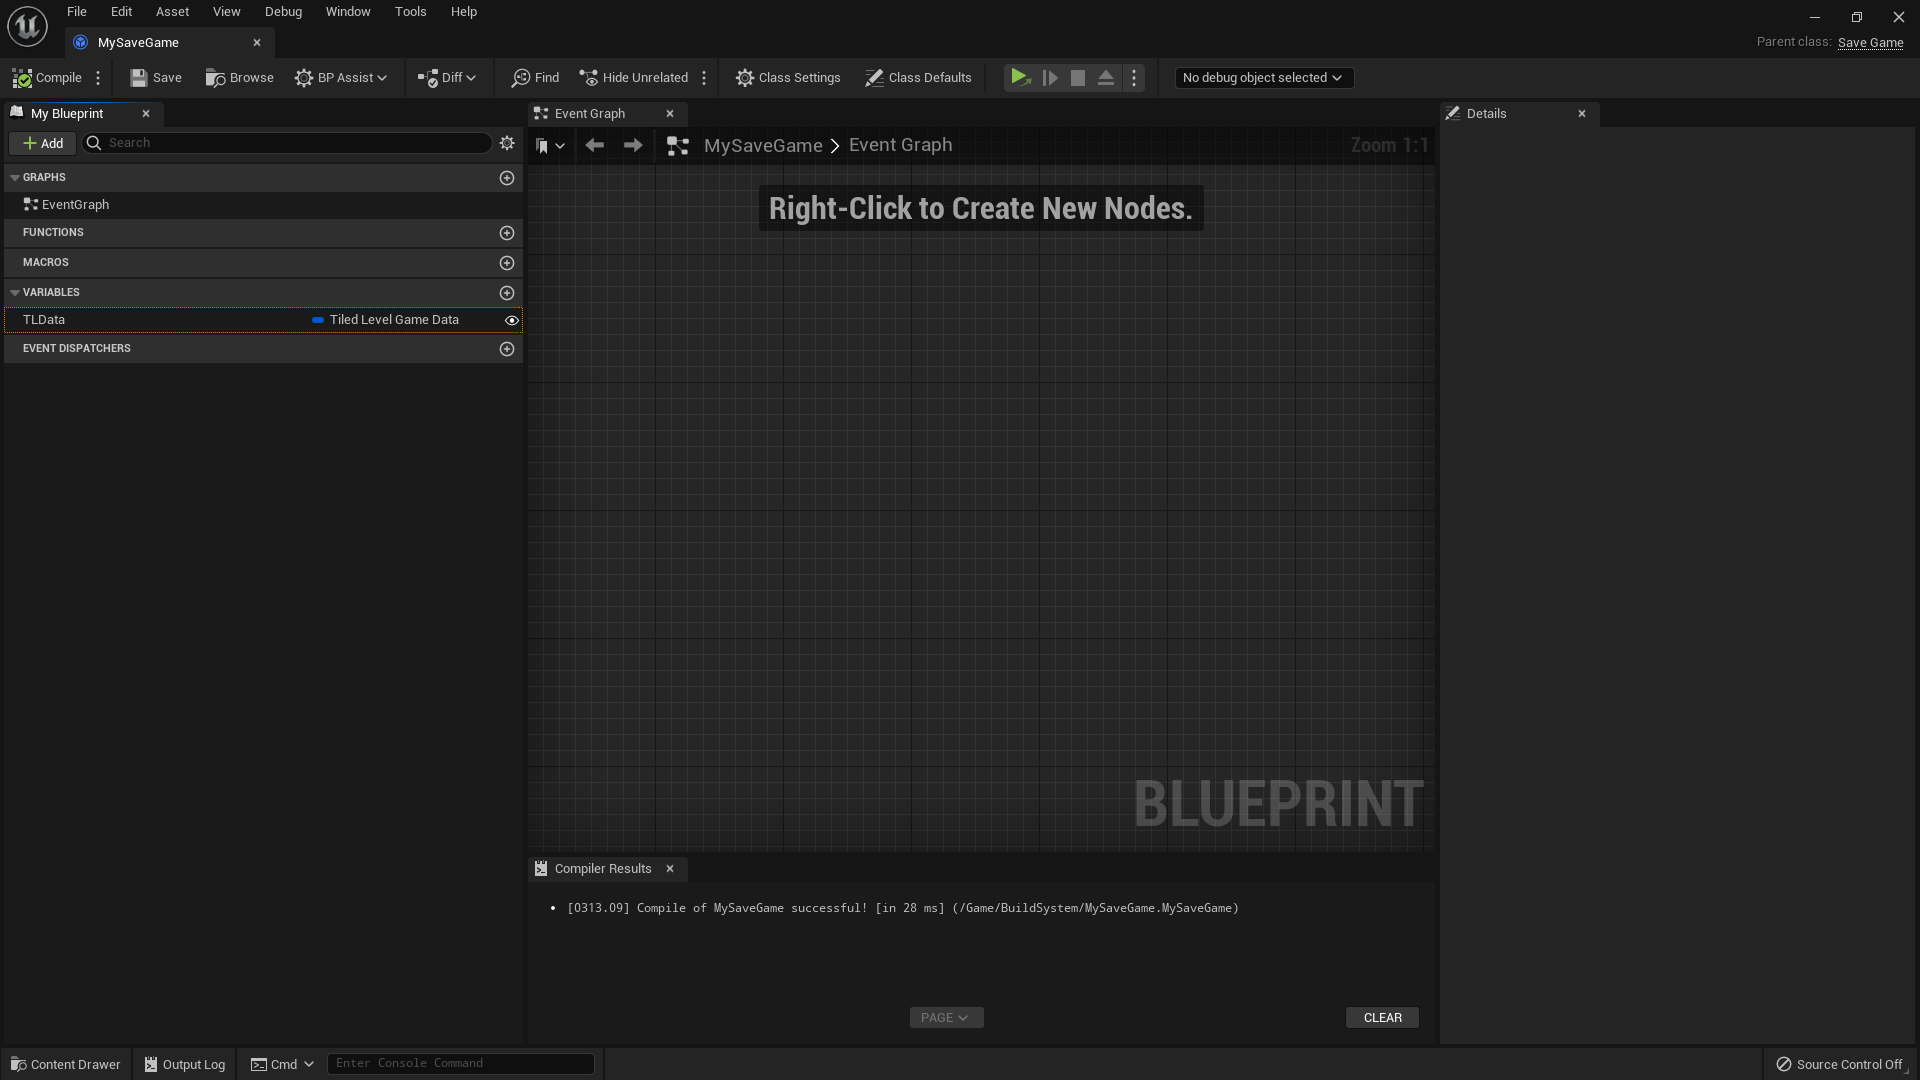 File Edit Asset View Debug Window Tools Help
MySaveGame
Parent class: Save Game
Compile Save Browse BP Assist Diff Find Hide Unrelated Class Settings Class Defaults No debug object selected
My Blueprint
Event Graph
Details
Add Search
MySaveGame > Event Graph
Zoom 1:1
GRAPHS
EventGraph
Right-Click to Create New Nodes.
FUNCTIONS
MACROS
VARIABLES
TLData Tiled Level Game Data
EVENT DISPATCHERS
BLUEPRINT
Compiler Results
[0313.09] Compile of MySaveGame successful! [in 28 ms] (/Game/BuildSystem/MySaveGame.MySaveGame)
PAGE
CLEAR
Content Drawer Output Log Cmd Enter Console Command Source Control Off